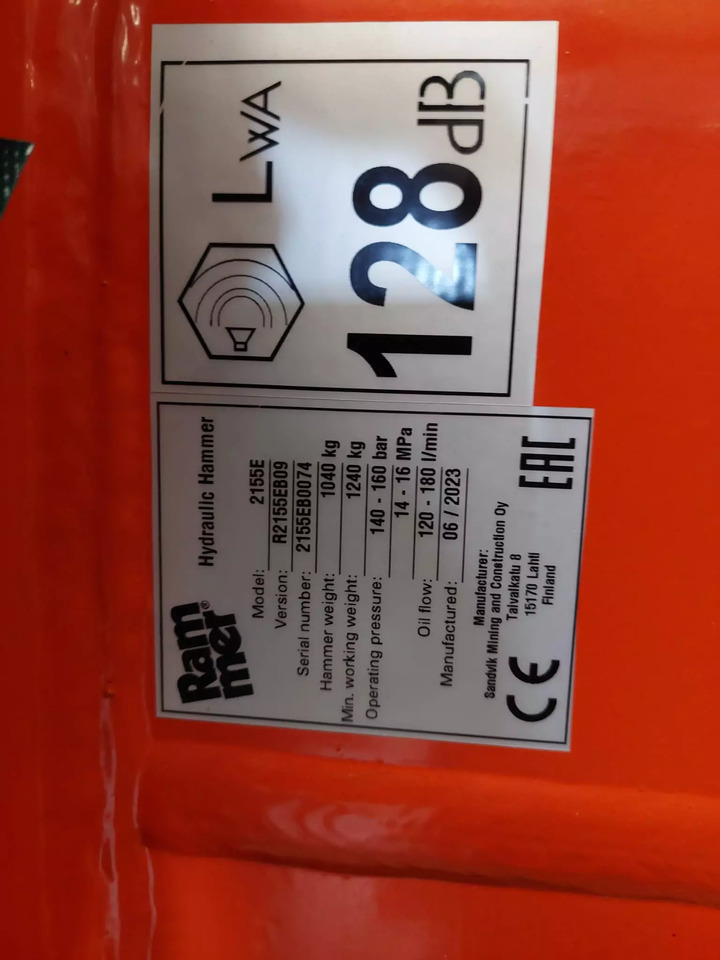 LWA
128 dB
Rammer® Hydraulic Hammer
Model: 2155E
Version: R2155EB09
Serial number: 2155EB0074
Hammer weight: 1040 kg
Min. working weight: 1240 kg
Operating pressure: 140 - 160 bar
14 - 16 MPa
Oil flow: 120 - 180 l/min
Manufactured: 06 / 2023
Manufacturer:
Sandvik Mining and Construction Oy
Taivalkatu 8
15170 Lahti
Finland
CE EAC